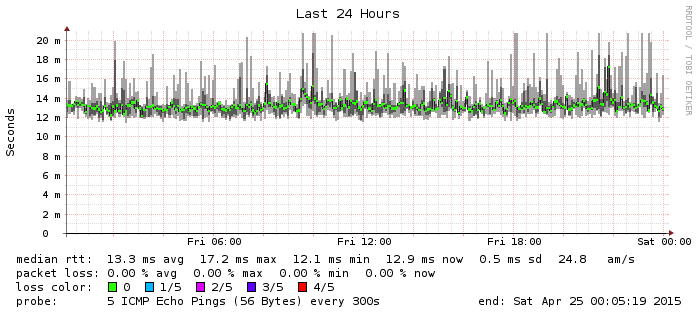 Last 24 Hours
RRDTOOL / TOBI OETIKER
Seconds
20 m
18 m
16 m
14 m
12 m
10 m
8 m
6 m
4 m
2 m
0
Fri 06:00 Fri 12:00 Fri 18:00 Sat 00:00
median rtt: 13.3 ms avg 17.2 ms max 12.1 ms min 12.9 ms now 0.5 ms sd 24.8 am/s
packet loss: 0.00 % avg 0.00 % max 0.00 % min 0.00 % now
loss color: 0 1/5 2/5 3/5 4/5
probe: 5 ICMP Echo Pings (56 Bytes) every 300s end: Sat Apr 25 00:05:19 2015